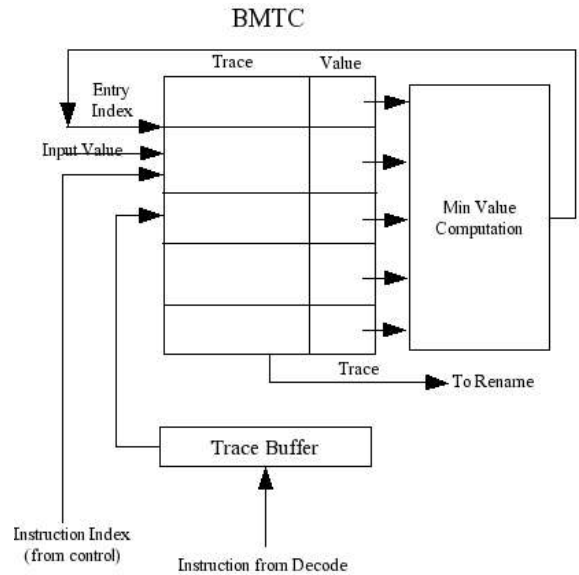 BMTC
Trace Value
Entry
Index
Input Value
Min Value
Computation
Trace
To Rename
Trace Buffer
Instruction Index
(from control)
Instruction from Decode